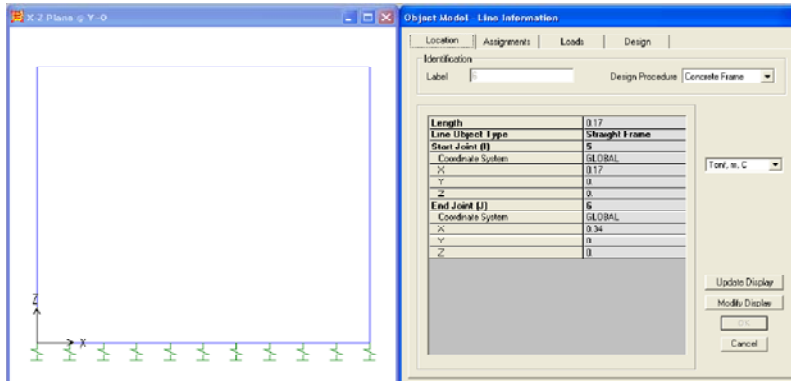 X-Z Plane @ Y=0
Z
X
Object Model - Line Information
Location
Assignments
Loads
Design
Identification
Label
Design Procedure
Concrete Frame
Length 0.17
Line Object Type Straight Frame
Start Joint (I) 5
Coordinate System GLOBAL
X 0.17
Y 0.
Z 0.
End Joint (J) 6
Coordinate System GLOBAL
X 0.34
Y 0.
Z 0.
Tonf, m, C
Update Display
Modify Display
OK
Cancel